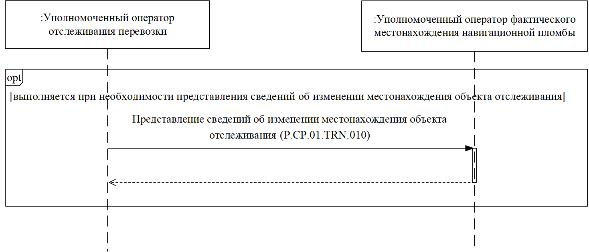 :Уполномоченный оператор
отслеживания перевозки
:Уполномоченный оператор фактического
местонахождения навигационной пломбы
opt
[выполняется при необходимости представления сведений об изменении местонахождения объекта отслеживания]
Представление сведений об изменении местонахождения объекта
отслеживания (P.CP.01.TRN.010)